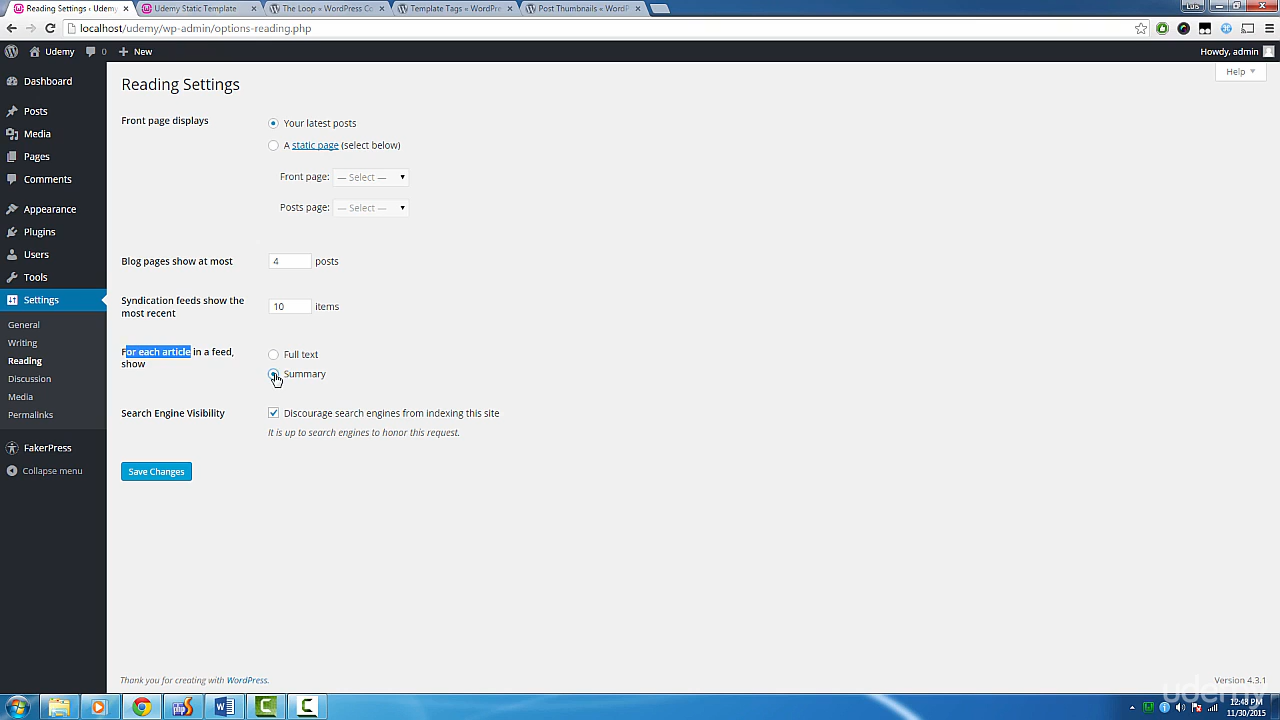 Reading Settings ‹ Udemy
Udemy Static Template
The Loop « WordPress Co
Template Tags « WordPre
Post Thumbnails « WordP
Luis
localhost/udemy/wp-admin/options-reading.php
Udemy
0
New
Howdy, admin
Help
Dashboard
Posts
Media
Pages
Comments
Appearance
Plugins
Users
Tools
Settings
General
Writing
Reading
Discussion
Media
Permalinks
FakerPress
Collapse menu
Reading Settings
Front page displays
Your latest posts
A static page (select below)
Front page: — Select —
Posts page: — Select —
Blog pages show at most 4 posts
Syndication feeds show the
most recent
10 items
For each article in a feed,
show
Full text
Summary
Search Engine Visibility
Discourage search engines from indexing this site
It is up to search engines to honor this request.
Save Changes
Thank you for creating with WordPress.
Version 4.3.1
udemy
12:48 PM
11/30/2015